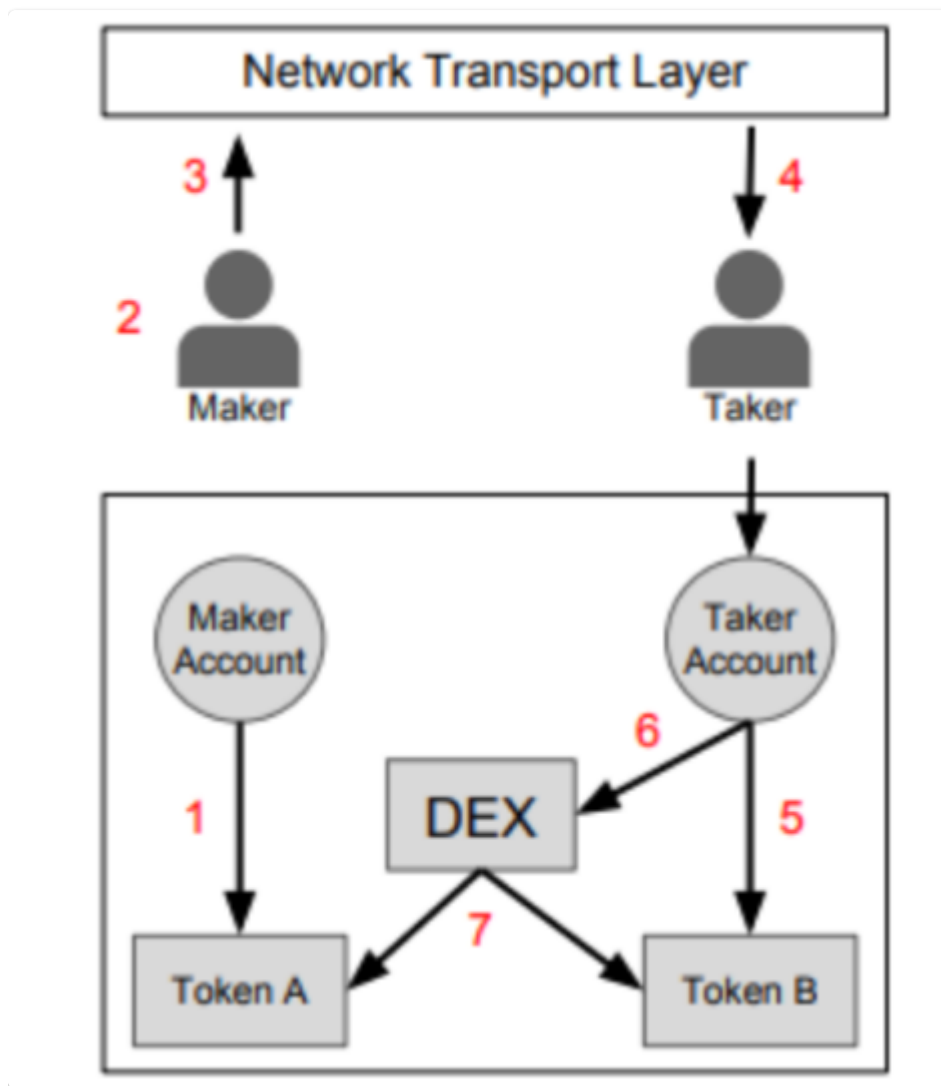 Network Transport Layer
3
4
2
Maker
Taker
Maker
Account
Taker
Account
6
1
DEX
5
7
Token A
Token B